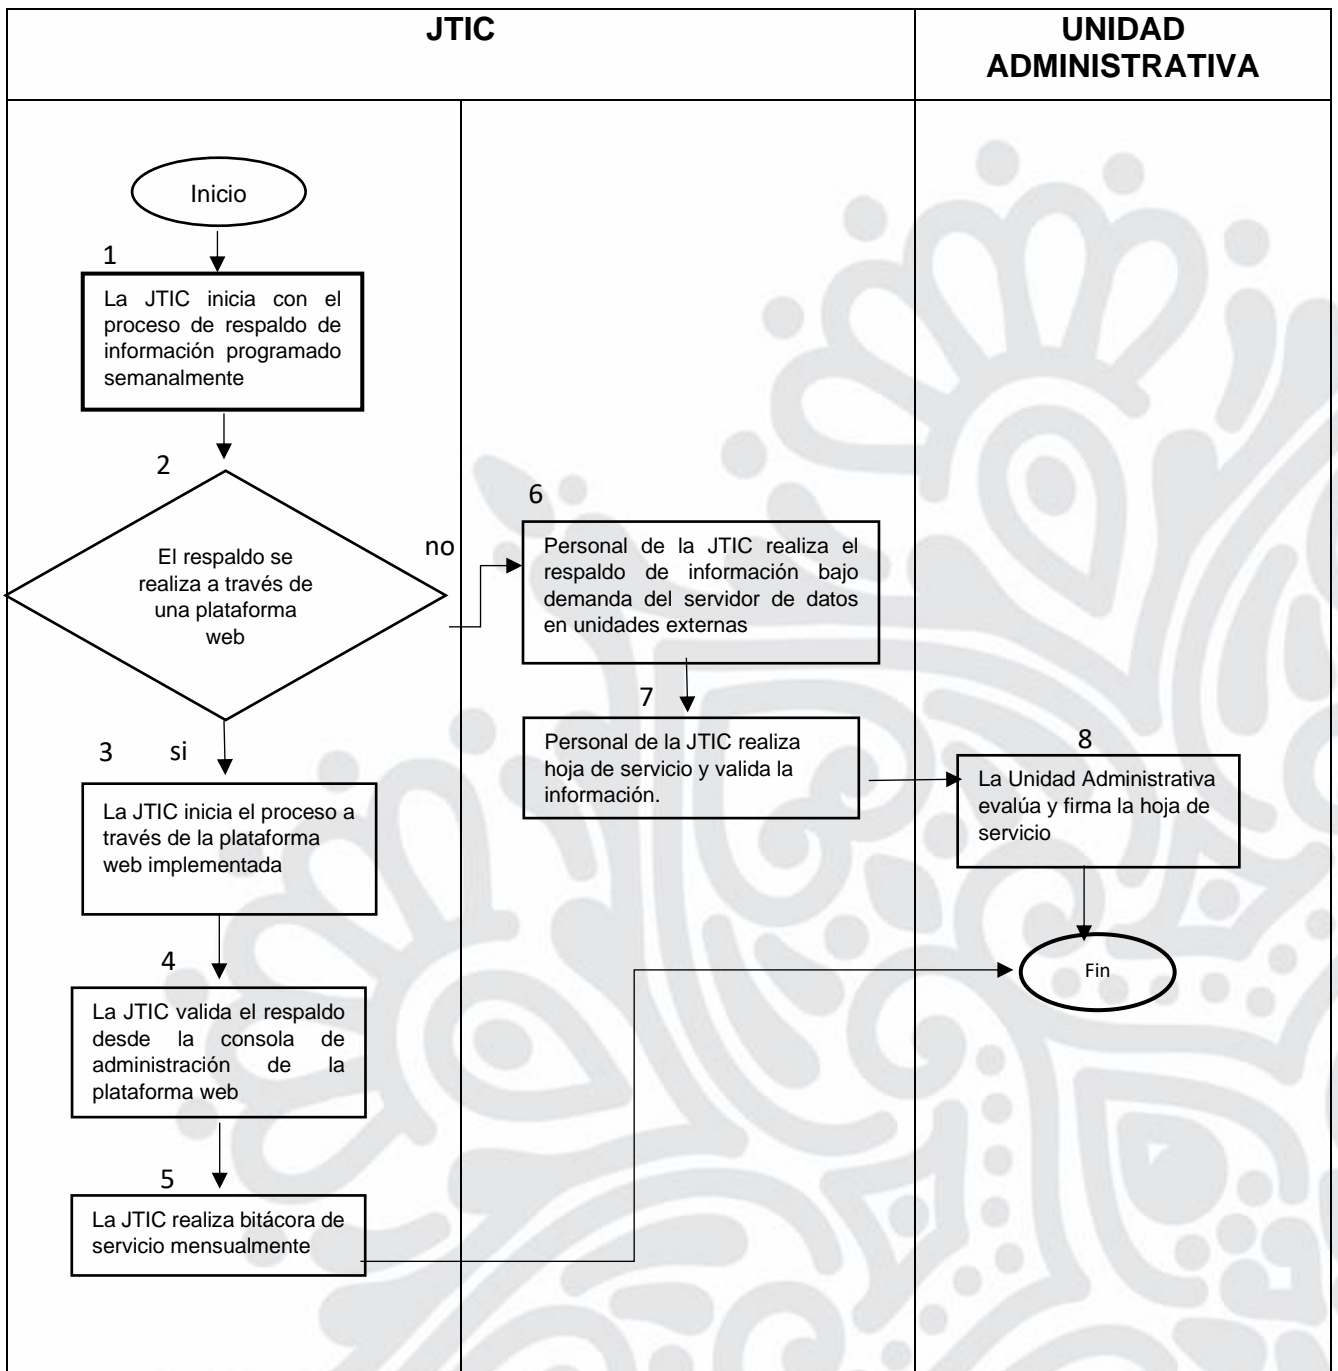 JTIC
UNIDAD
ADMINISTRATIVA
Inicio
1
La JTIC inicia con el
proceso de respaldo de
información programado
semanalmente
2
El respaldo se
realiza a través de
una plataforma
web
no
si
3
La JTIC inicia el proceso a
través de la plataforma
web implementada
4
La JTIC valida el respaldo
desde la consola de
administración de la
plataforma web
5
La JTIC realiza bitácora de
servicio mensualmente
6
Personal de la JTIC realiza el
respaldo de información bajo
demanda del servidor de datos
en unidades externas
7
Personal de la JTIC realiza
hoja de servicio y valida la
información.
8
La Unidad Administrativa
evalúa y firma la hoja de
servicio
Fin